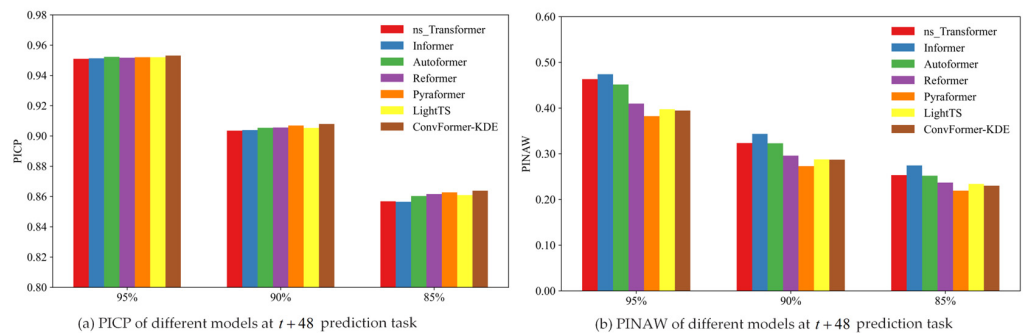 0.98
0.96
0.94
0.92
0.90
0.88
0.86
0.84
0.82
0.80
PICP
ns_Transformer
Informer
Autoformer
Reformer
Pyraformer
LightTS
ConvFormer-KDE
95%
90%
85%
(a) PICP of different models at t + 48 prediction task
0.60
0.50
0.40
0.30
0.20
0.10
0.00
PINAW
ns_Transformer
Informer
Autoformer
Reformer
Pyraformer
LightTS
ConvFormer-KDE
95%
90%
85%
(b) PINAW of different models at t + 48 prediction task